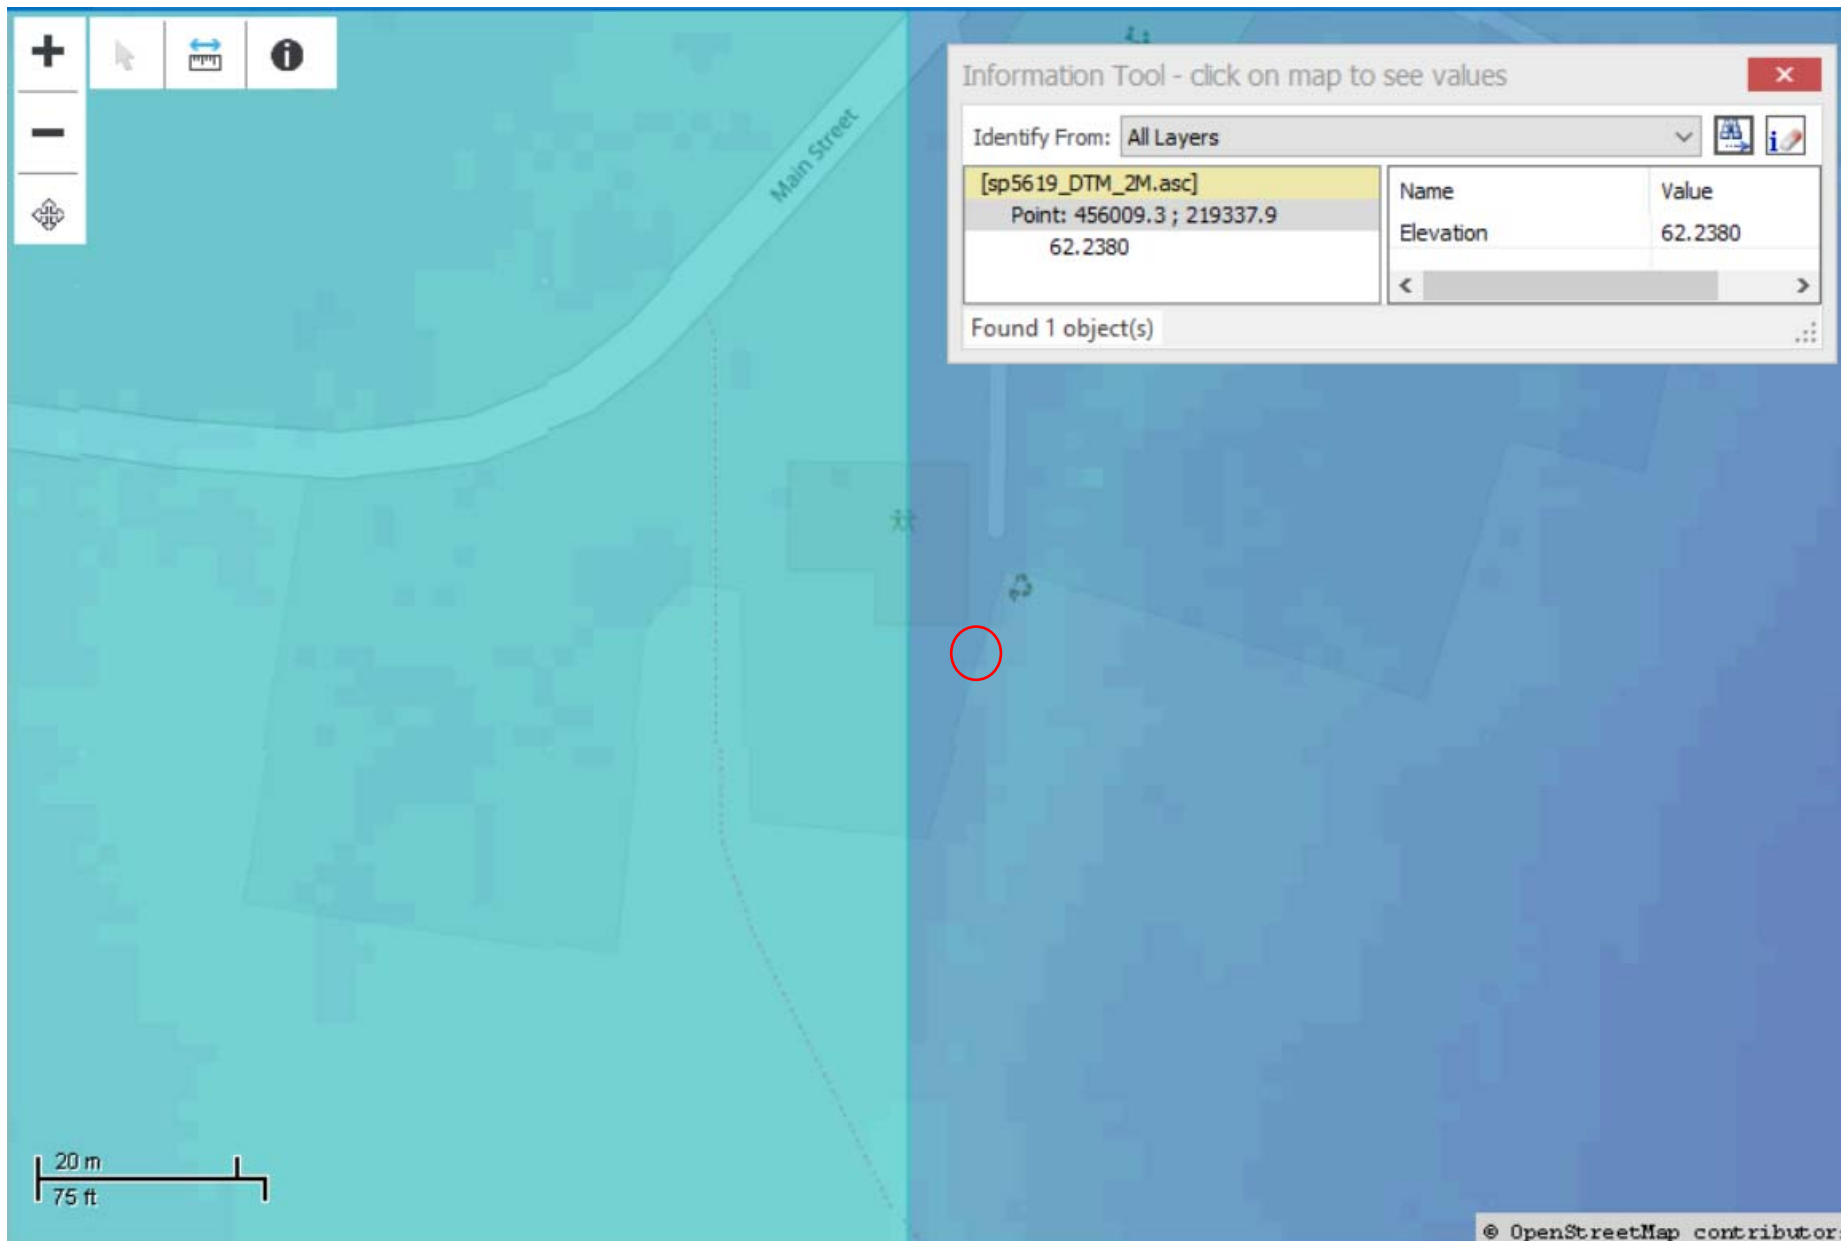 Information Tool - click on map to see values
Identify From: All Layers
[sp5619_DTM_2M.asc]
Point: 456009.3 ; 219337.9
62.2380
Name Value
Elevation 62.2380
Found 1 object(s)
Main Street
20 m
75 ft
© OpenStreetMap contributor